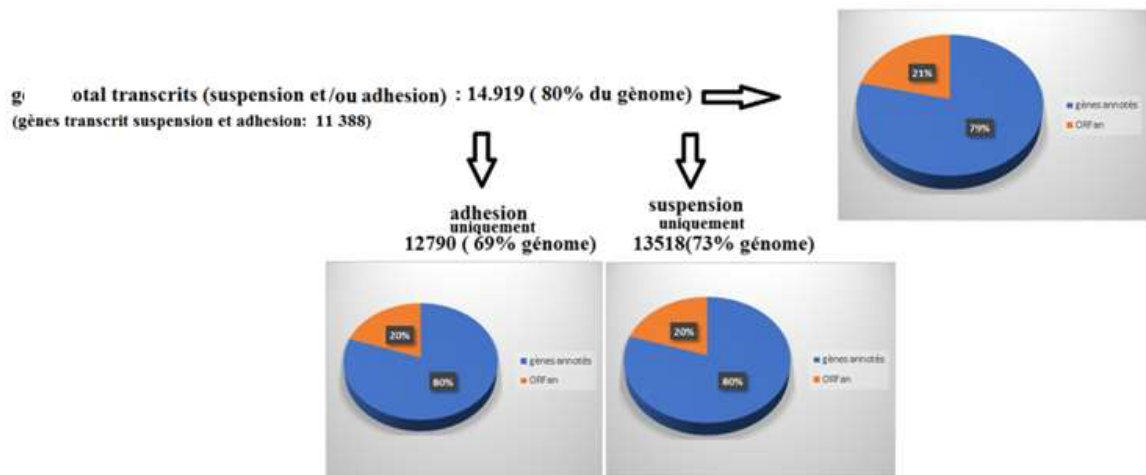 otal transcrits (suspension et/ou adhesion) : 14.919 ( 80% du gènome)
(gènes transcrit suspension et adhesion: 11 388)
21%
79%
gènes annotés
ORFan
adhesion
uniquement
12790 ( 69% génome)
suspension
uniquement
13518(73% génome)
20%
80%
gènes annotés
ORFan
20%
80%
gènes annotés
ORFan